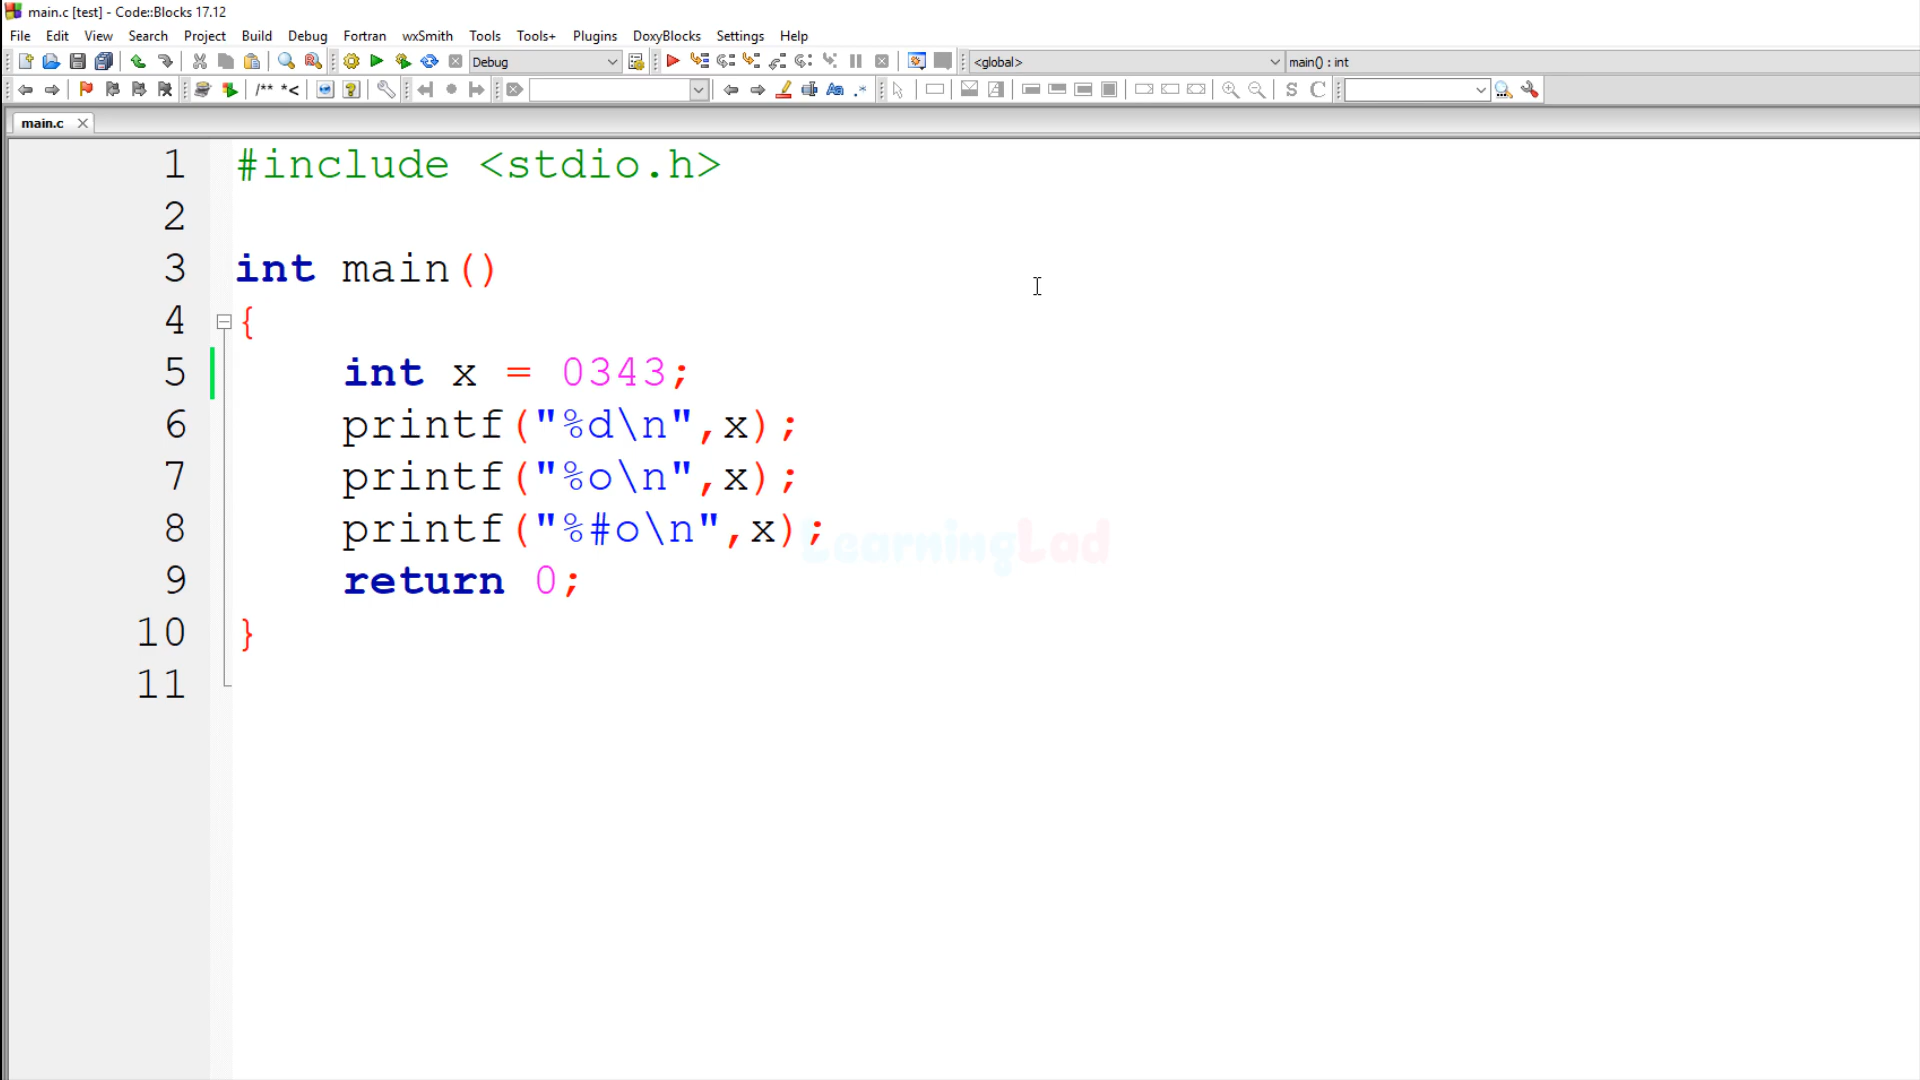 main.c [test] - Code::Blocks 17.12
File Edit View Search Project Build Debug Fortran wxSmith Tools Tools+ Plugins DoxyBlocks Settings Help
Debug <global> main() : int
/** *< Aa .* S C
main.c
1 #include <stdio.h>
2
3 int main()
4 {
5 int x = 0343;
6 printf("%d\n",x);
7 printf("%o\n",x);
8 printf("%#o\n",x);
9 return 0;
10 }
11
LearningLad